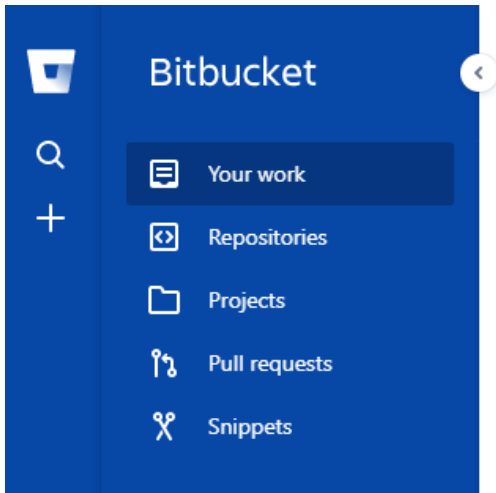 Bitbucket
Your work
Repositories
Projects
Pull requests
Snippets